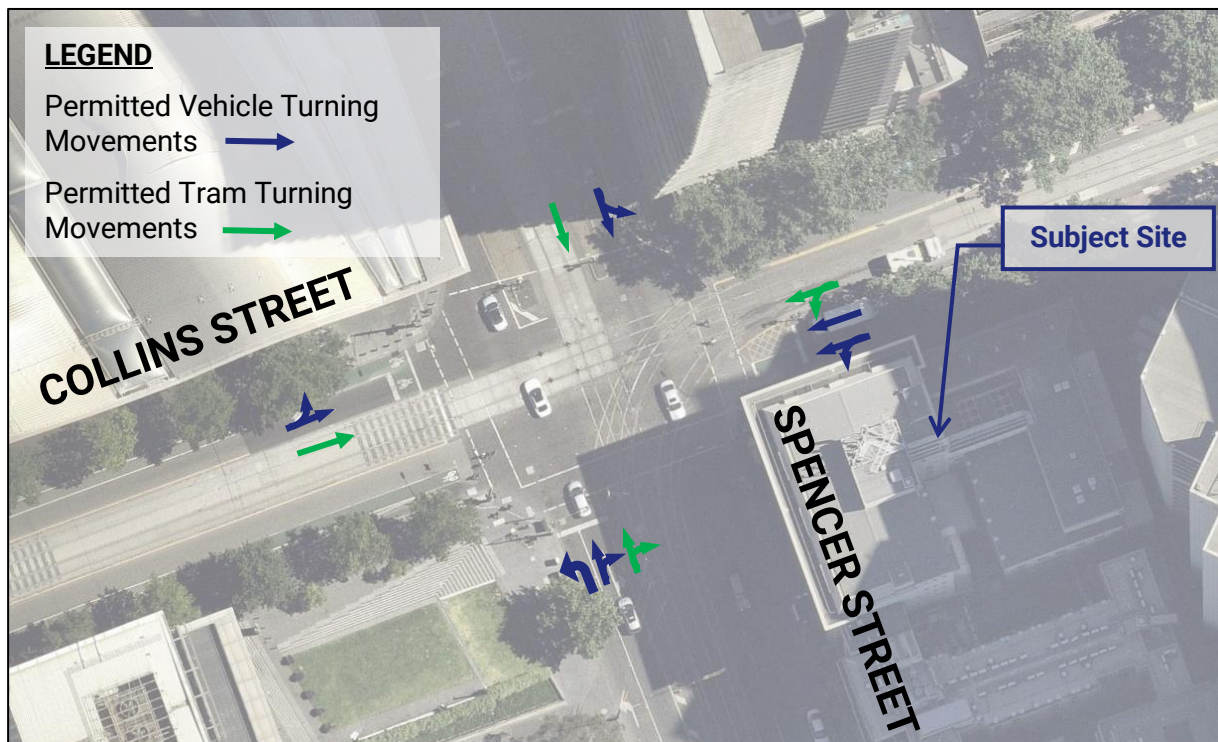 LEGEND
Permitted Vehicle Turning
Movements
Permitted Tram Turning
Movements
Subject Site
COLLINS STREET
SPENCER STREET